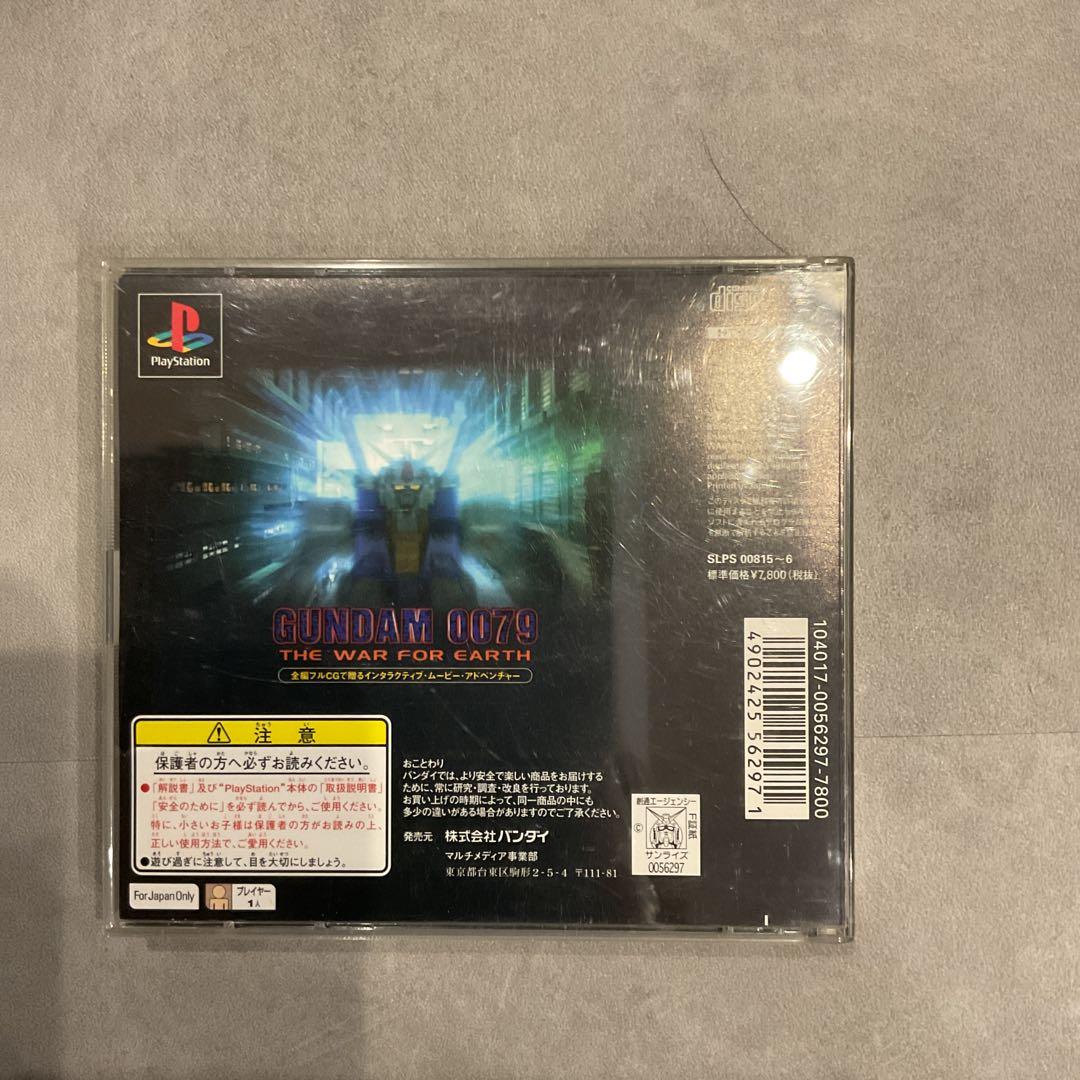 PlayStation
GUNDAM 0079
THE WAR FOR EARTH
全編フルCGで贈るインタラクティブ・ムービー・アドベンチャー
SLPS 00815～6
標準価格¥7,800(税抜)
104017-0056297-7800
4902425 562971
注意
保護者の方へ必ずお読みください。
●「解説書」及び"PlayStation"本体の「取扱説明書」
「安全のために」を必ず読んでから、ご使用ください。
特に、小さいお子様は保護者の方がお読みの上、
正しい使用方法で、ご愛用ください。
●遊び過ぎに注意して、目を大切にしましょう。
For Japan Only
プレイヤー
1人
おことわり
バンダイでは、より安全で楽しい商品をお届けする
ために、常に研究・調査・改良を行っております。
お買い上げの時期によって、同一商品の中にも
多少の違いがある場合がありますのでご了承ください。
発売元 株式会社バンダイ
マルチメディア事業部
東京都台東区駒形2-5-4 〒111-81
創通エージェンシー
©
証紙
サンライズ
0056297